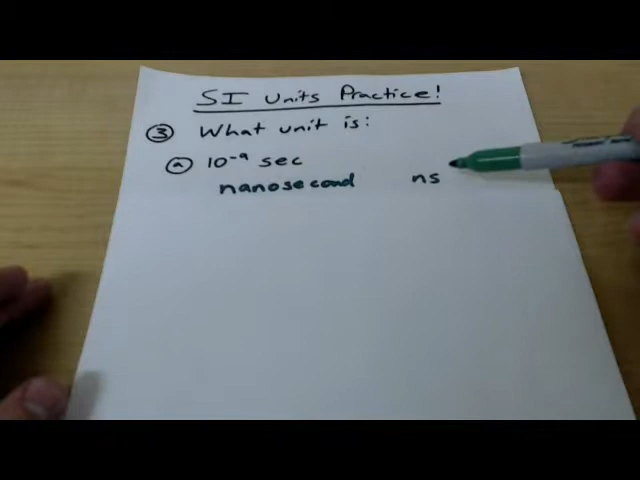 SI Units Practice!
③ What unit is:
ⓐ 10⁻⁹ sec
nanosecond ns